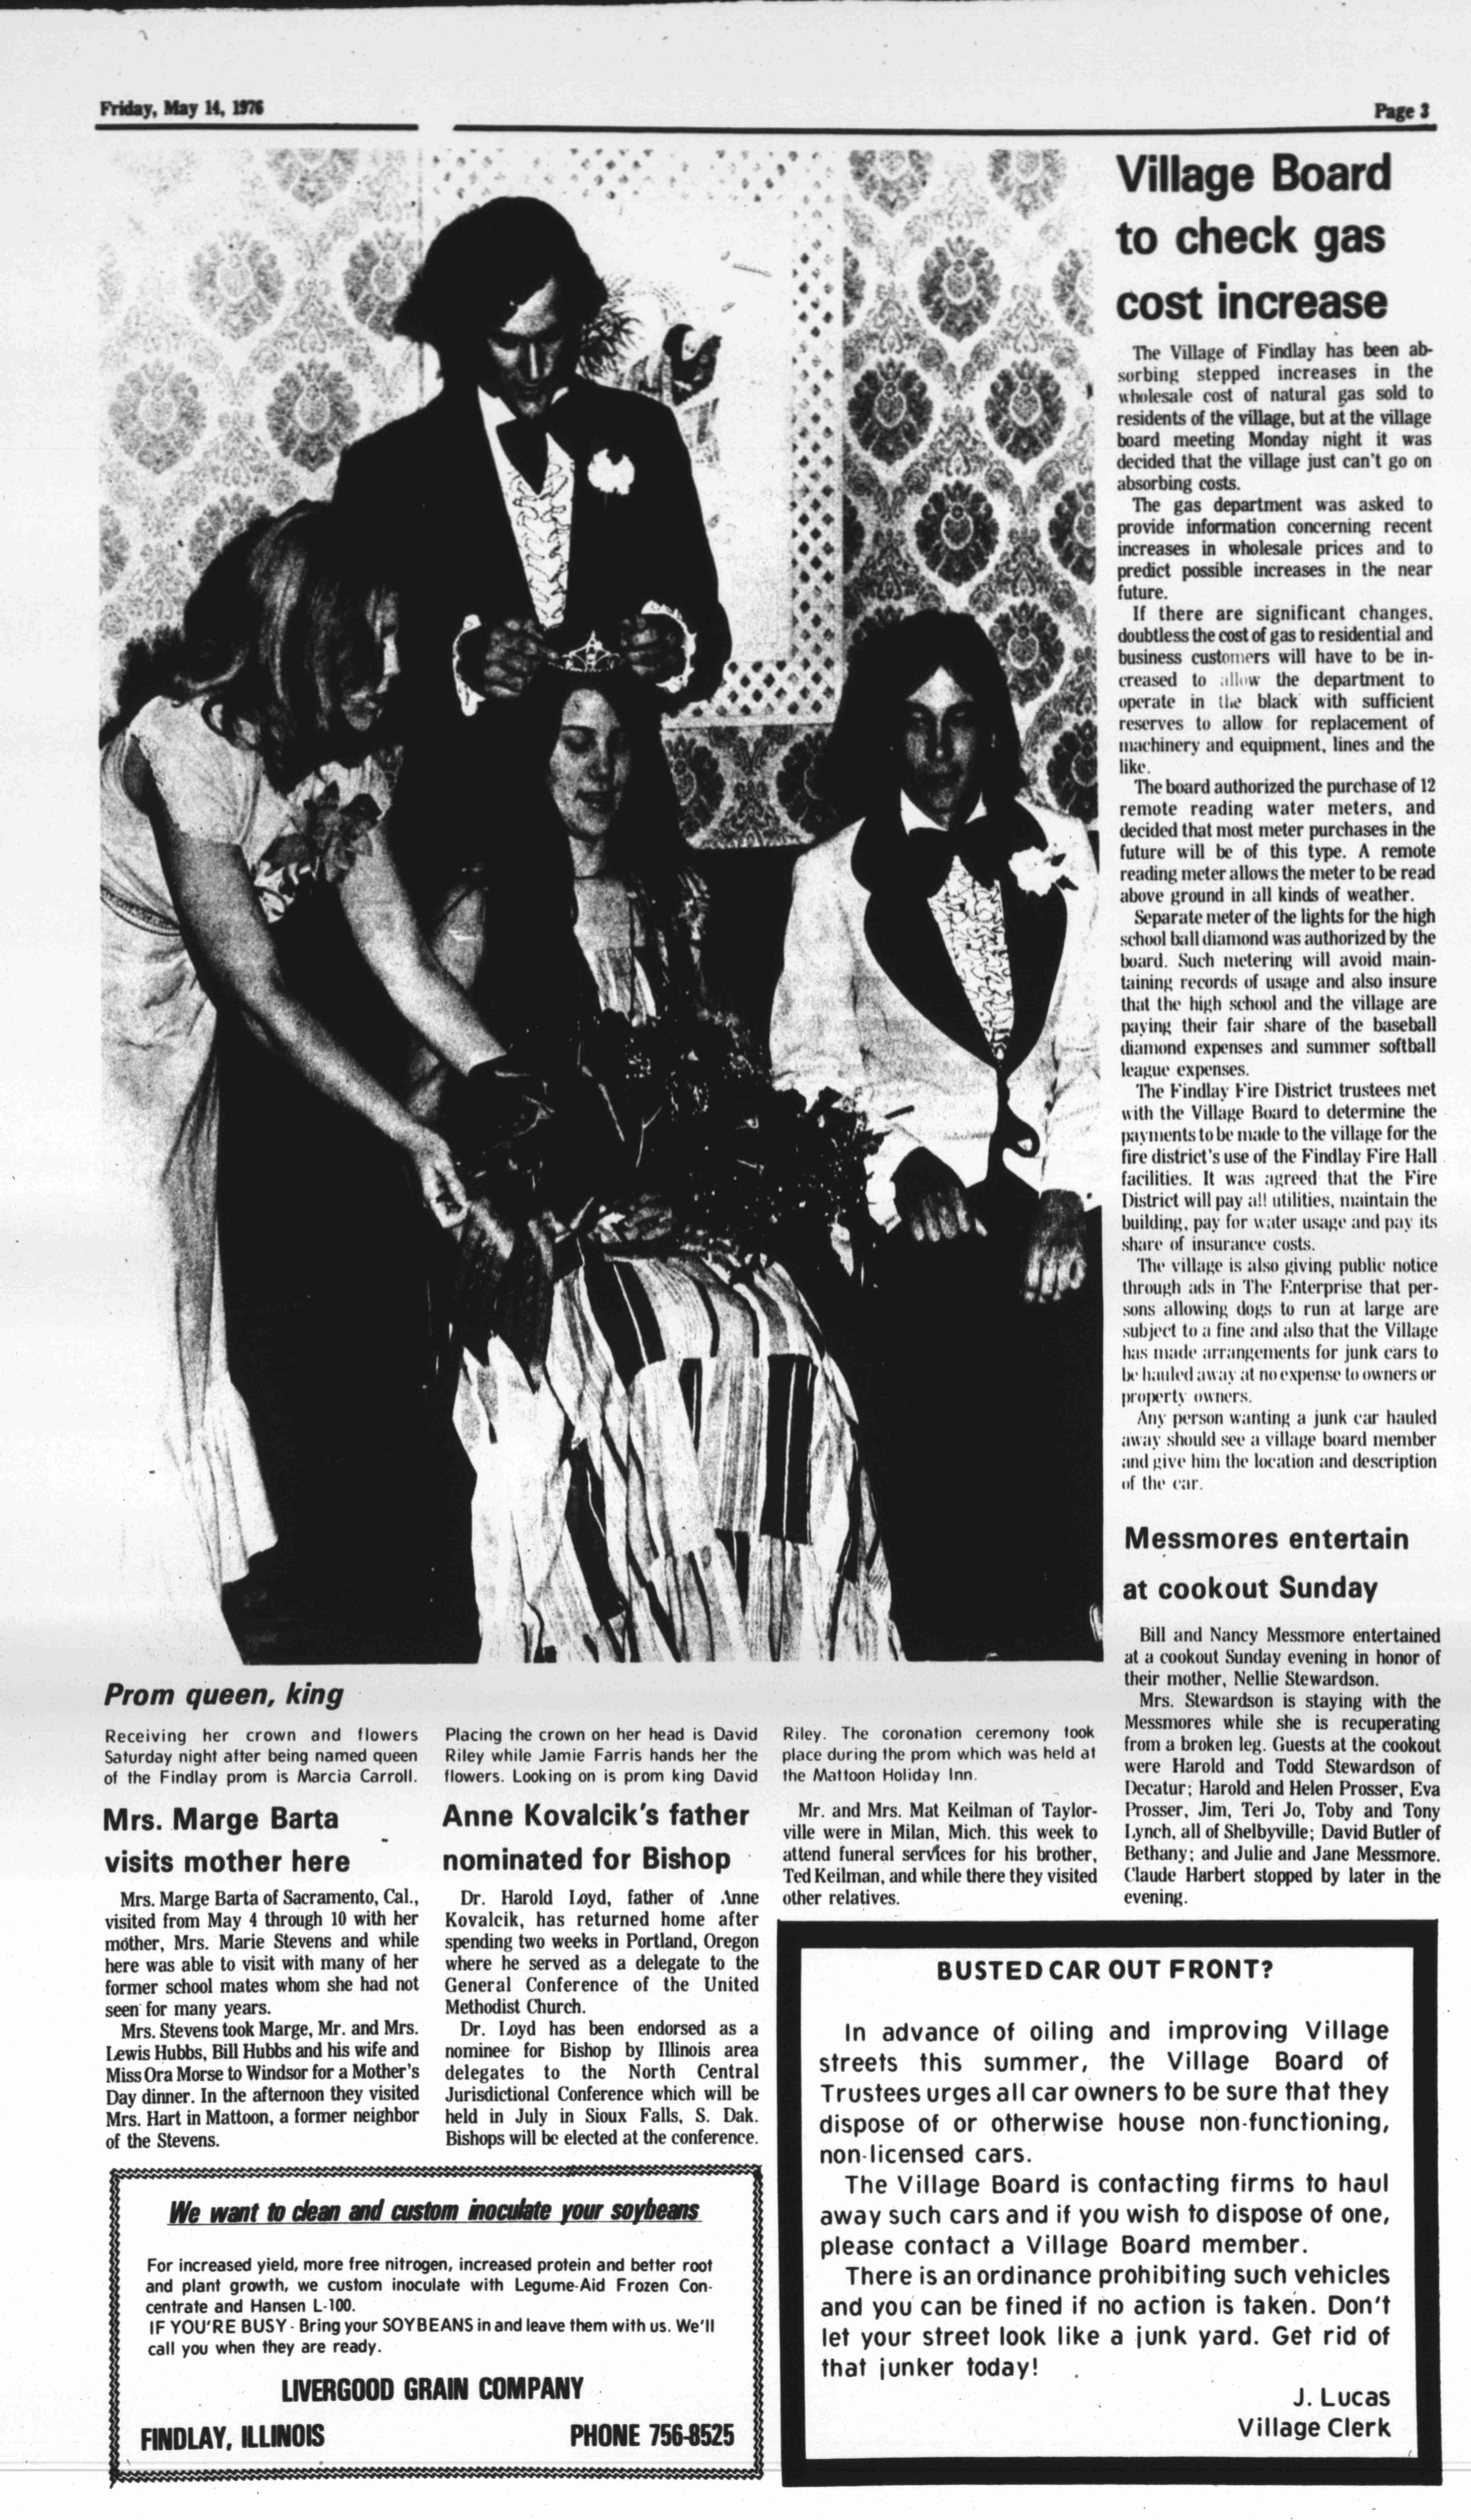 Friday, May 14, 1976
Page 3
Village Board
to check gas
cost increase
The Village of Findlay has been ab-
sorbing stepped increases in the
wholesale cost of natural gas sold to
residents of the village, but at the village
board meeting Monday night it was
decided that the village just can't go on
absorbing costs.
The gas department was asked to
provide information concerning recent
increases in wholesale prices and to
predict possible increases in the near
future.
If there are significant changes,
doubtless the cost of gas to residential and
business customers will have to be in-
creased to allow the department to
operate in the black with sufficient
reserves to allow for replacement of
machinery and equipment, lines and the
like.
The board authorized the purchase of 12
remote reading water meters, and
decided that most meter purchases in the
future will be of this type. A remote
reading meter allows the meter to be read
above ground in all kinds of weather.
Separate meter of the lights for the high
school ball diamond was authorized by the
board. Such metering will avoid main-
taining records of usage and also insure
that the high school and the village are
paying their fair share of the baseball
diamond expenses and summer softball
league expenses.
The Findlay Fire District trustees met
with the Village Board to determine the
payments to be made to the village for the
fire district's use of the Findlay Fire Hall
facilities. It was agreed that the Fire
District will pay all utilities, maintain the
building, pay for water usage and pay its
share of insurance costs.
The village is also giving public notice
through ads in The Enterprise that per-
sons allowing dogs to run at large are
subject to a fine and also that the Village
has made arrangements for junk cars to
be hauled away at no expense to owners or
property owners.
Any person wanting a junk car hauled
away should see a village board member
and give him the location and description
of the car.
Messmores entertain
at cookout Sunday
Bill and Nancy Messmore entertained
at a cookout Sunday evening in honor of
their mother, Nellie Stewardson.
Mrs. Stewardson is staying with the
Messmores while she is recuperating
from a broken leg. Guests at the cookout
were Harold and Todd Stewardson of
Decatur; Harold and Helen Prosser, Eva
Prosser, Jim, Teri Jo, Toby and Tony
Lynch, all of Shelbyville; David Butler of
Bethany; and Julie and Jane Messmore.
Claude Harbert stopped by later in the
evening.
Prom queen, king
Receiving her crown and flowers
Saturday night after being named queen
of the Findlay prom is Marcia Carroll.
Placing the crown on her head is David
Riley while Jamie Farris hands her the
flowers. Looking on is prom king David
Riley. The coronation ceremony took
place during the prom which was held at
the Mattoon Holiday Inn.
Mrs. Marge Barta
visits mother here
Mrs. Marge Barta of Sacramento, Cal.,
visited from May 4 through 10 with her
mother, Mrs. Marie Stevens and while
here was able to visit with many of her
former school mates whom she had not
seen for many years.
Mrs. Stevens took Marge, Mr. and Mrs.
Lewis Hubbs, Bill Hubbs and his wife and
Miss Ora Morse to Windsor for a Mother's
Day dinner. In the afternoon they visited
Mrs. Hart in Mattoon, a former neighbor
of the Stevens.
Anne Kovalcik's father
nominated for Bishop
Dr. Harold Loyd, father of Anne
Kovalcik, has returned home after
spending two weeks in Portland, Oregon
where he served as a delegate to the
General Conference of the United
Methodist Church.
Dr. Loyd has been endorsed as a
nominee for Bishop by Illinois area
delegates to the North Central
Jurisdictional Conference which will be
held in July in Sioux Falls, S. Dak.
Bishops will be elected at the conference.
Mr. and Mrs. Mat Keilman of Taylor-
ville were in Milan, Mich. this week to
attend funeral services for his brother,
Ted Keilman, and while there they visited
other relatives.
We want to clean and custom inoculate your soybeans
For increased yield, more free nitrogen, increased protein and better root
and plant growth, we custom inoculate with Legume-Aid Frozen Con-
centrate and Hansen L-100.
IF YOU'RE BUSY - Bring your SOYBEANS in and leave them with us. We'll
call you when they are ready.
LIVERGOOD GRAIN COMPANY
FINDLAY, ILLINOIS
PHONE 756-8525
BUSTED CAR OUT FRONT?
In advance of oiling and improving Village
streets this summer, the Village Board of
Trustees urges all car owners to be sure that they
dispose of or otherwise house non-functioning,
non-licensed cars.
The Village Board is contacting firms to haul
away such cars and if you wish to dispose of one,
please contact a Village Board member.
There is an ordinance prohibiting such vehicles
and you can be fined if no action is taken. Don't
let your street look like a junk yard. Get rid of
that junker today!
J. Lucas
Village Clerk